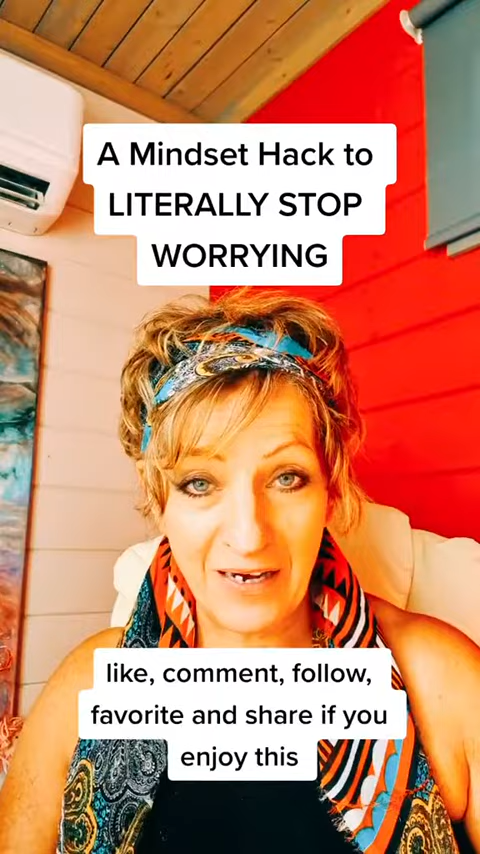 A Mindset Hack to
LITERALLY STOP
WORRYING
like, comment, follow,
favorite and share if you
enjoy this